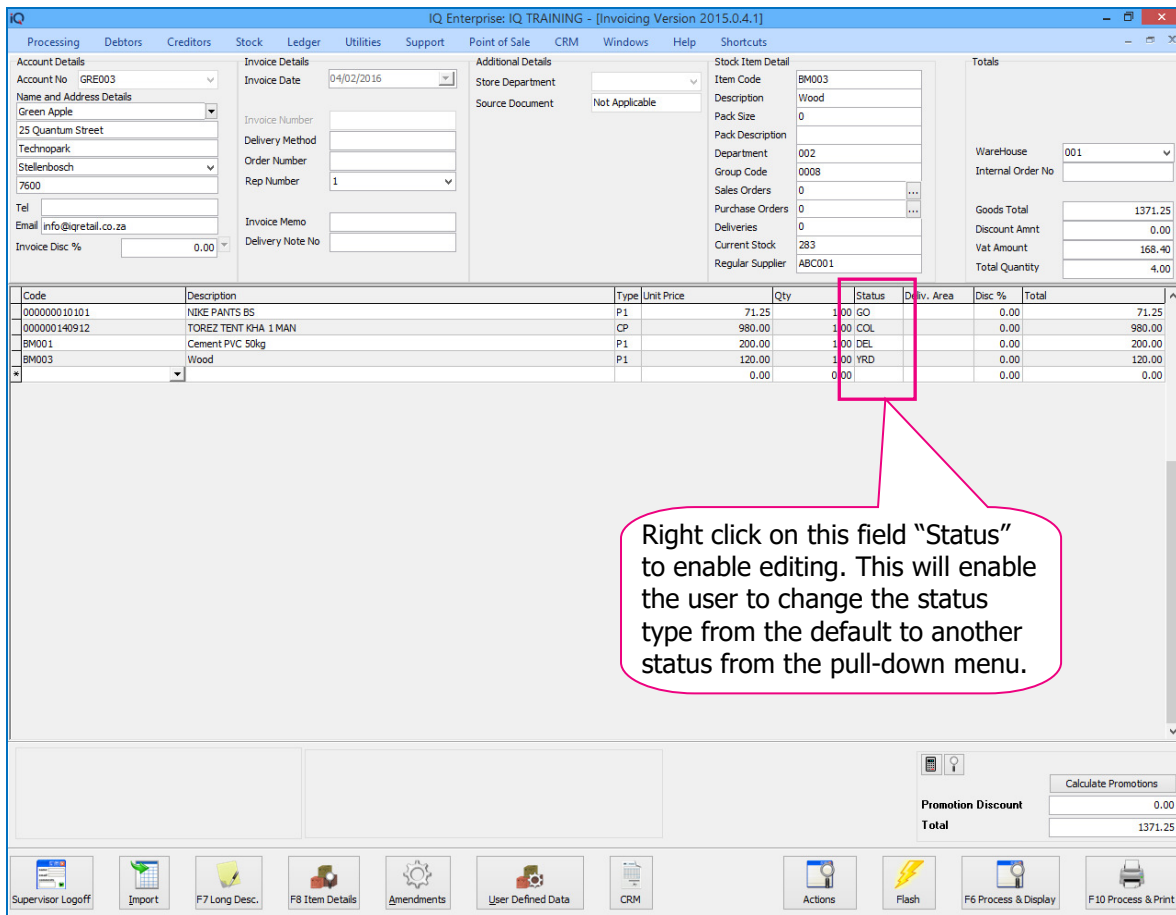 iQ
IQ Enterprise: IQ TRAINING - [Invoicing Version 2015.0.4.1]
Processing Debtors Creditors Stock Ledger Utilities Support Point of Sale CRM Windows Help Shortcuts
Account Details
Account No GRE003
Name and Address Details
Green Apple
25 Quantum Street
Technopark
Stellenbosch
7600
Tel
Email info@iqretail.co.za
Invoice Disc % 0.00
Invoice Details
Invoice Date 04/02/2016
Invoice Number
Delivery Method
Order Number
Rep Number 1
Invoice Memo
Delivery Note No
Additional Details
Store Department
Source Document Not Applicable
Stock Item Detail
Item Code BM003
Description Wood
Pack Size 0
Pack Description
Department 002
Group Code 0008
Sales Orders 0 ...
Purchase Orders 0 ...
Deliveries 0
Current Stock 283
Regular Supplier ABC001
Totals
WareHouse 001
Internal Order No
Goods Total 1371.25
Discount Amnt 0.00
Vat Amount 168.40
Total Quantity 4.00
Code Description Type Unit Price Qty Status Deliv. Area Disc % Total
000000010101 NIKE PANTS BS P1 71.25 1.00 GO 0.00 71.25
000000140912 TOREZ TENT KHA 1 MAN CP 980.00 1.00 COL 0.00 980.00
BM001 Cement PVC 50kg P1 200.00 1.00 DEL 0.00 200.00
BM003 Wood P1 120.00 1.00 YRD 0.00 120.00
* 0.00 0.00 0.00 0.00
Right click on this field “Status”
to enable editing. This will enable
the user to change the status
type from the default to another
status from the pull-down menu.
Calculate Promotions
Promotion Discount 0.00
Total 1371.25
Supervisor Logoff Import F7 Long Desc. F8 Item Details Amendments User Defined Data CRM Actions Flash F6 Process & Display F10 Process & Print